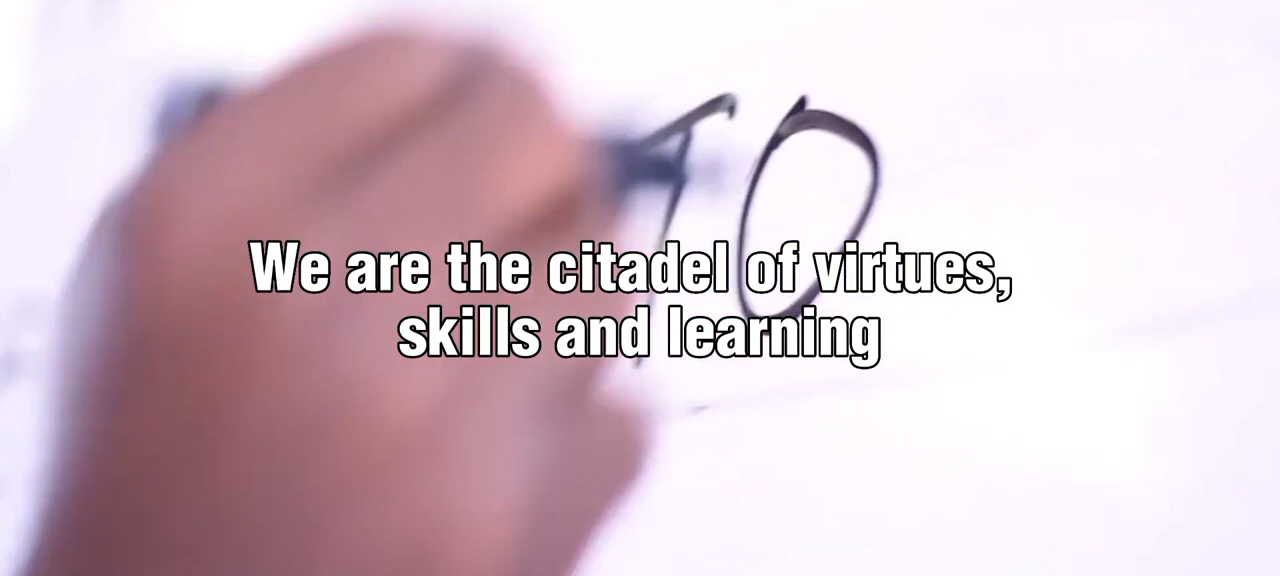 We are the citadel of virtues,
skills and learning